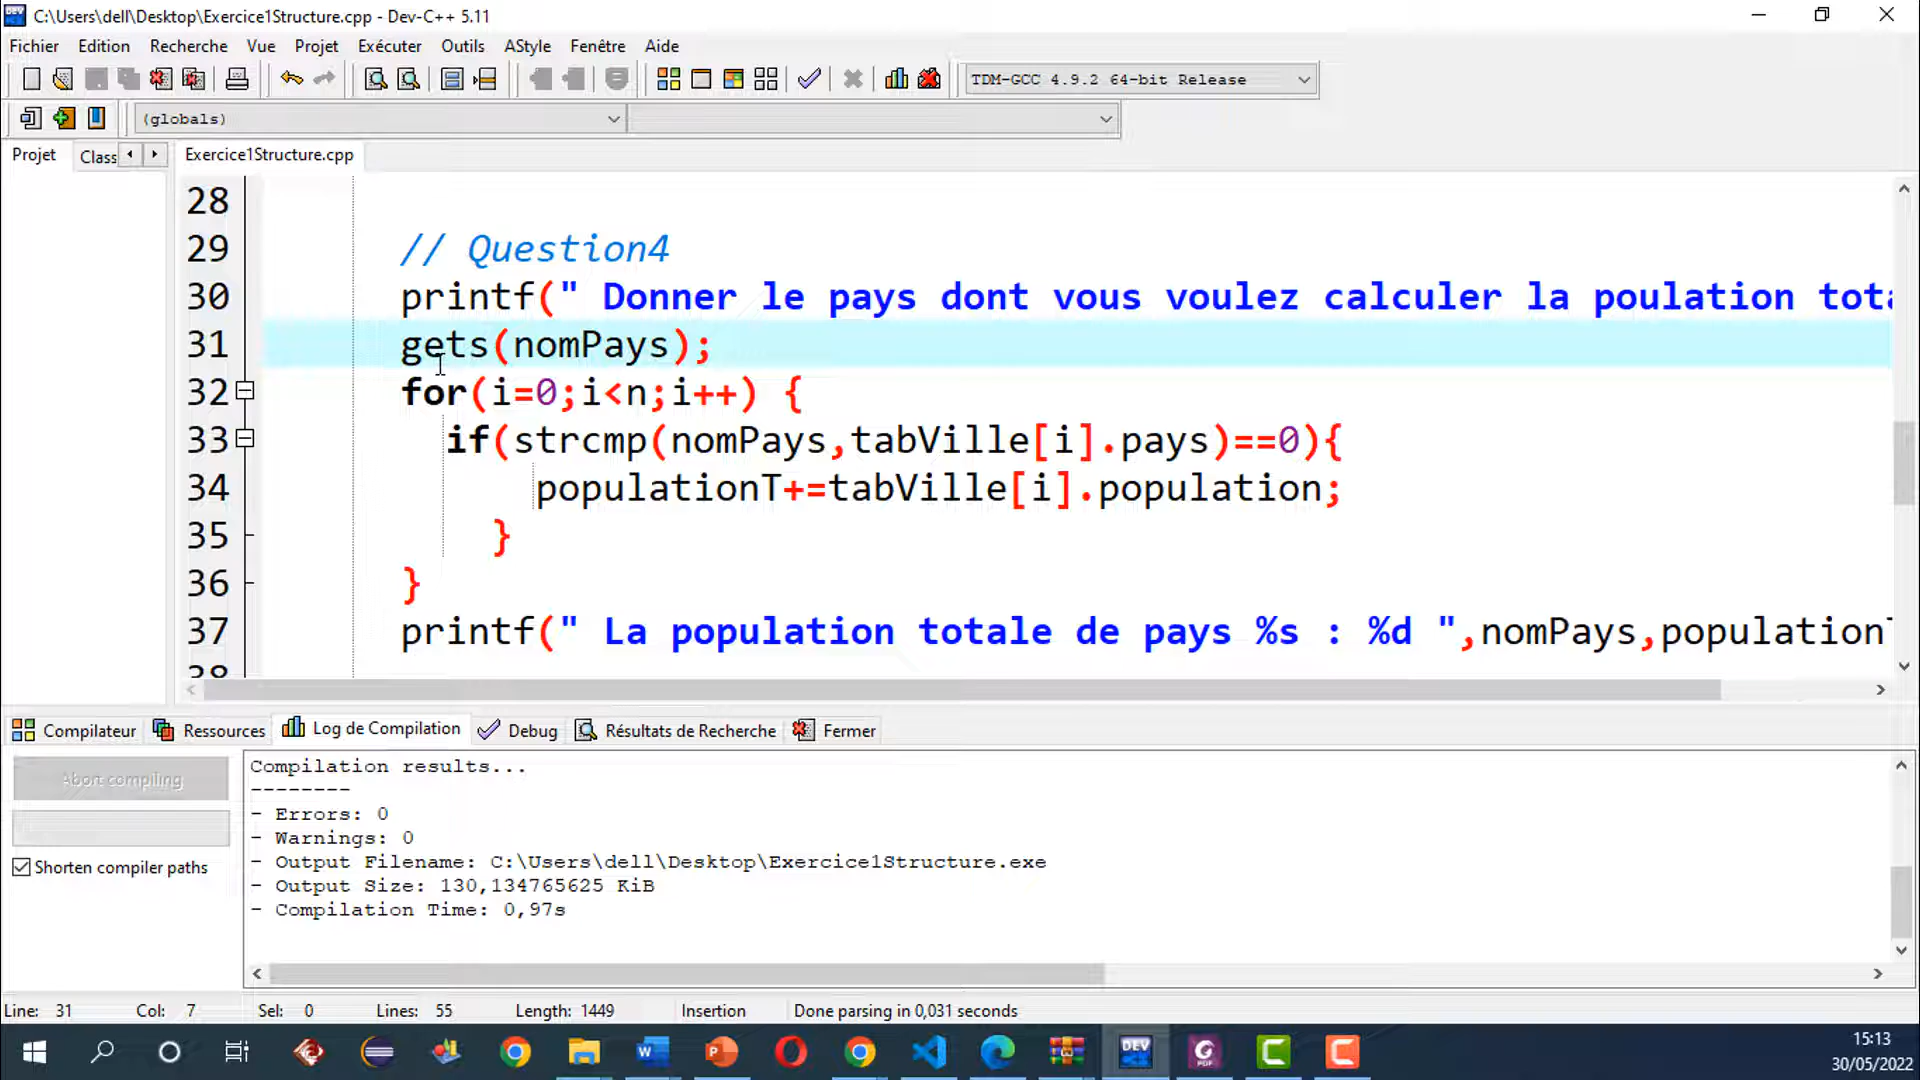 C:\Users\dell\Desktop\Exercice1Structure.cpp - Dev-C++ 5.11
Fichier Edition Recherche Vue Projet Exécuter Outils AStyle Fenêtre Aide
TDM-GCC 4.9.2 64-bit Release
(globals)
Projet Class Exercice1Structure.cpp
28
29 // Question4
30 printf(" Donner le pays dont vous voulez calculer la poulation tota
31 gets(nomPays);
32 for(i=0;i<n;i++) {
33 if(strcmp(nomPays,tabVille[i].pays)==0){
34 populationT+=tabVille[i].population;
35 }
36 }
37 printf(" La population totale de pays %s : %d ",nomPays,populationT
38
Compilateur Ressources Log de Compilation Debug Résultats de Recherche Fermer
Abort compiling
Shorten compiler paths
Compilation results...
--------
- Errors: 0
- Warnings: 0
- Output Filename: C:\Users\dell\Desktop\Exercice1Structure.exe
- Output Size: 130,134765625 KiB
- Compilation Time: 0,97s
Line: 31 Col: 7 Sel: 0 Lines: 55 Length: 1449 Insertion Done parsing in 0,031 seconds
15:13
30/05/2022